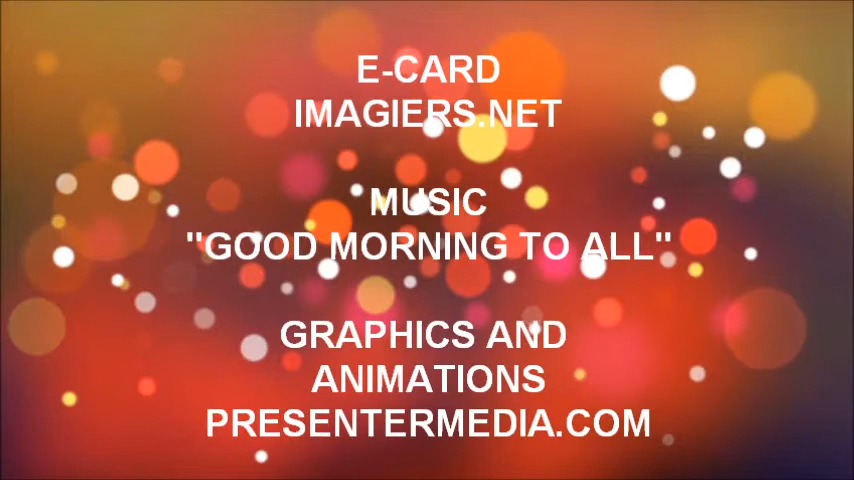 E-CARD
IMAGIERS.NET
MUSIC
"GOOD MORNING TO ALL"
GRAPHICS AND
ANIMATIONS
PRESENTERMEDIA.COM